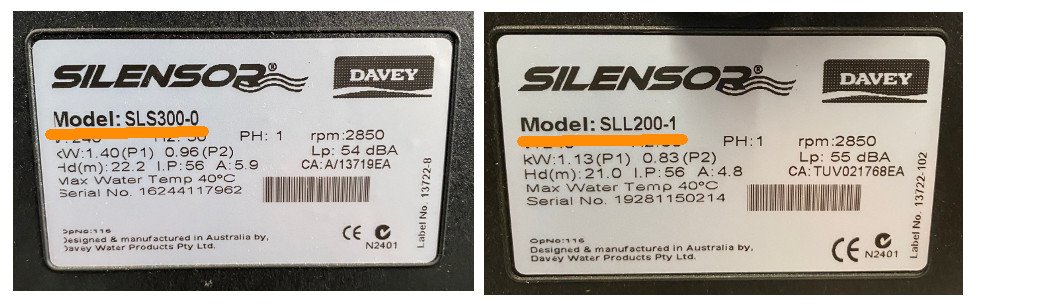 SILENSOR®
DAVEY
Model: SLS300-0
PH: 1 rpm:2850
kW:1.40(P1) 0.96(P2) Lp: 54 dBA
Hd(m): 22.2 I.P:56 A:5.9 CA:A/13719EA
Max Water Temp 40°C
Serial No. 16244117962
OpNo:116
Designed & manufactured in Australia by,
Davey Water Products Pty Ltd.
CE
N2401
Label No. 13722-8
SILENSOR®
DAVEY
Model: SLL200-1
PH:1 rpm:2850
kW:1.13(P1) 0.83(P2) Lp: 55 dBA
Hd(m):21.0 I.P:56 A:4.8 CA:TUV021768EA
Max Water Temp 40°C
Serial No. 19281150214
OpNo:116
Designed & manufactured in Australia by,
Davey Water Products Pty Ltd.
CE
N2401
Label No. 13722-102